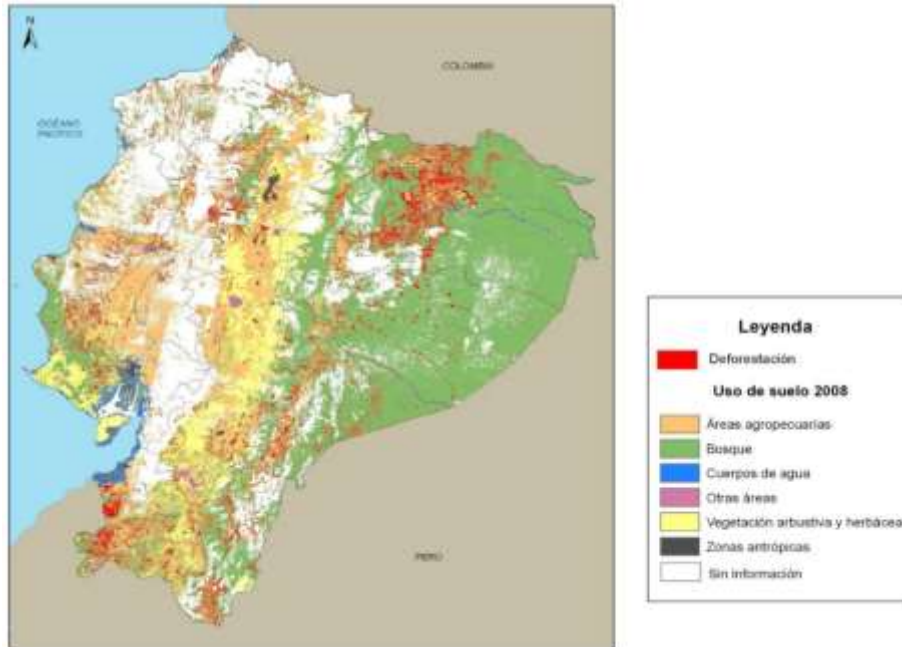 N
COLOMBIA
OCÉANO
PACÍFICO
PERÚ
Leyenda
Deforestación
Uso de suelo 2008
Áreas agropecuarias
Bosque
Cuerpos de agua
Otras áreas
Vegetación arbustiva y herbácea
Zonas antrópicas
Sin información